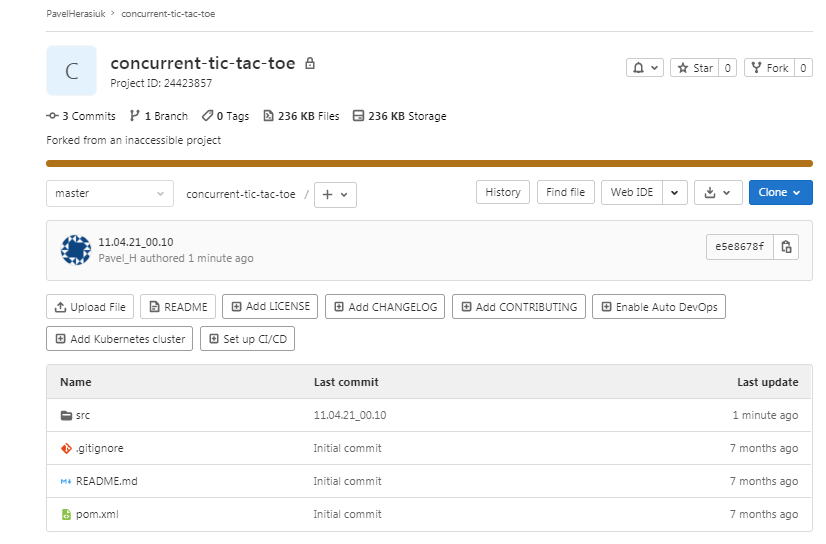 PavelHerasiuk > concurrent-tic-tac-toe
C
concurrent-tic-tac-toe
Project ID: 24423857
Star 0 Fork 0
3 Commits 1 Branch 0 Tags 236 KB Files 236 KB Storage
Forked from an inaccessible project
master concurrent-tic-tac-toe / + History Find file Web IDE Clone
11.04.21_00.10
Pavel_H authored 1 minute ago
e5e8678f
Upload File README Add LICENSE Add CHANGELOG Add CONTRIBUTING Enable Auto DevOps
Add Kubernetes cluster Set up CI/CD
Name Last commit Last update
src 11.04.21_00.10 1 minute ago
.gitignore Initial commit 7 months ago
README.md Initial commit 7 months ago
pom.xml Initial commit 7 months ago